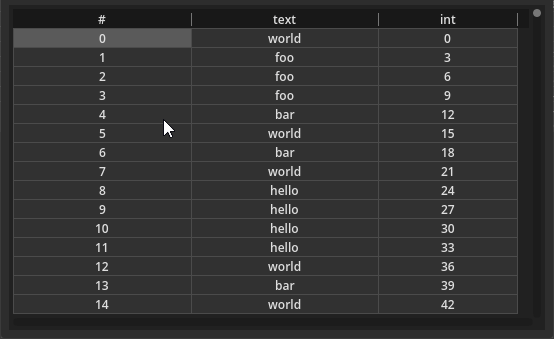 # text int
0 world 0
1 foo 3
2 foo 6
3 foo 9
4 bar 12
5 world 15
6 bar 18
7 world 21
8 hello 24
9 hello 27
10 hello 30
11 hello 33
12 world 36
13 bar 39
14 world 42